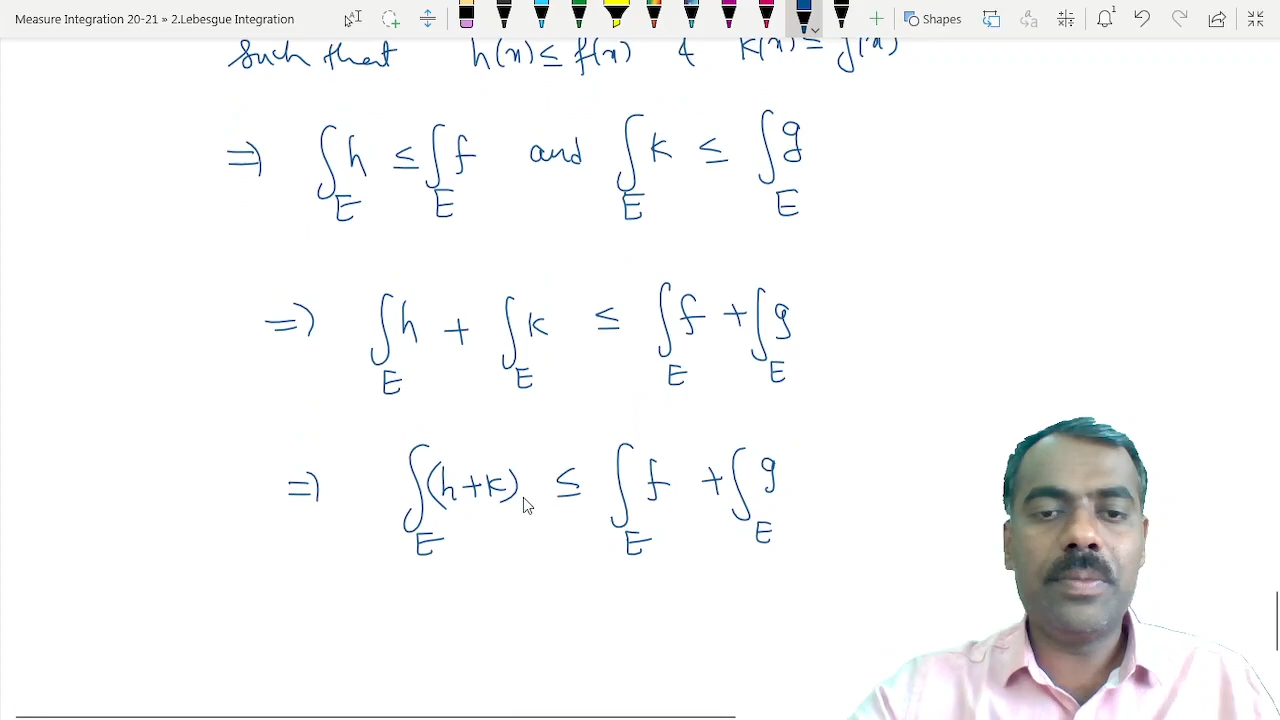 Measure Integration 20-21 » 2.Lebesgue Integration
Shapes
such that h(x) ≤ f(x) & k(x) ≤ g(x)
⇒ ∫_E h ≤ ∫_E f and ∫_E k ≤ ∫_E g
⇒ ∫_E h + ∫_E k ≤ ∫_E f + ∫_E g
⇒ ∫_E (h+k) ≤ ∫_E f + ∫_E g